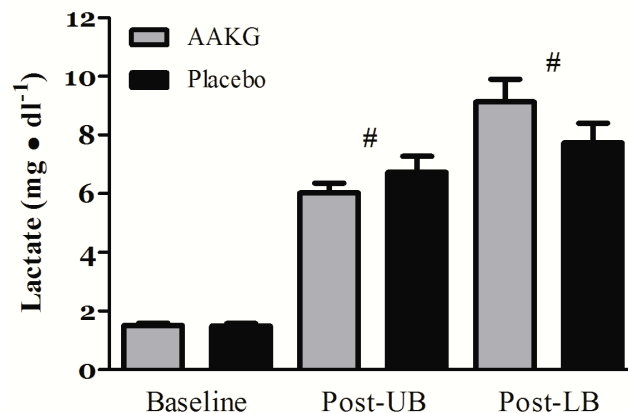 12
10
8
6
4
2
0
Lactate (mg • dl⁻¹)
AAKG
Placebo
#
#
Baseline Post-UB Post-LB